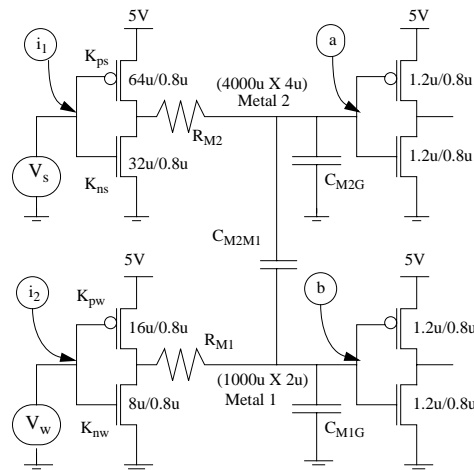 5V
5V
i1
Kps
a
64u/0.8u
(4000u X 4u)
Metal 2
1.2u/0.8u
RM2
32u/0.8u
1.2u/0.8u
Vs
Kns
CM2G
CM2M1
5V
5V
i2
Kpw
b
16u/0.8u
RM1
1.2u/0.8u
(1000u X 2u)
Metal 1
8u/0.8u
1.2u/0.8u
Vw
Knw
CM1G